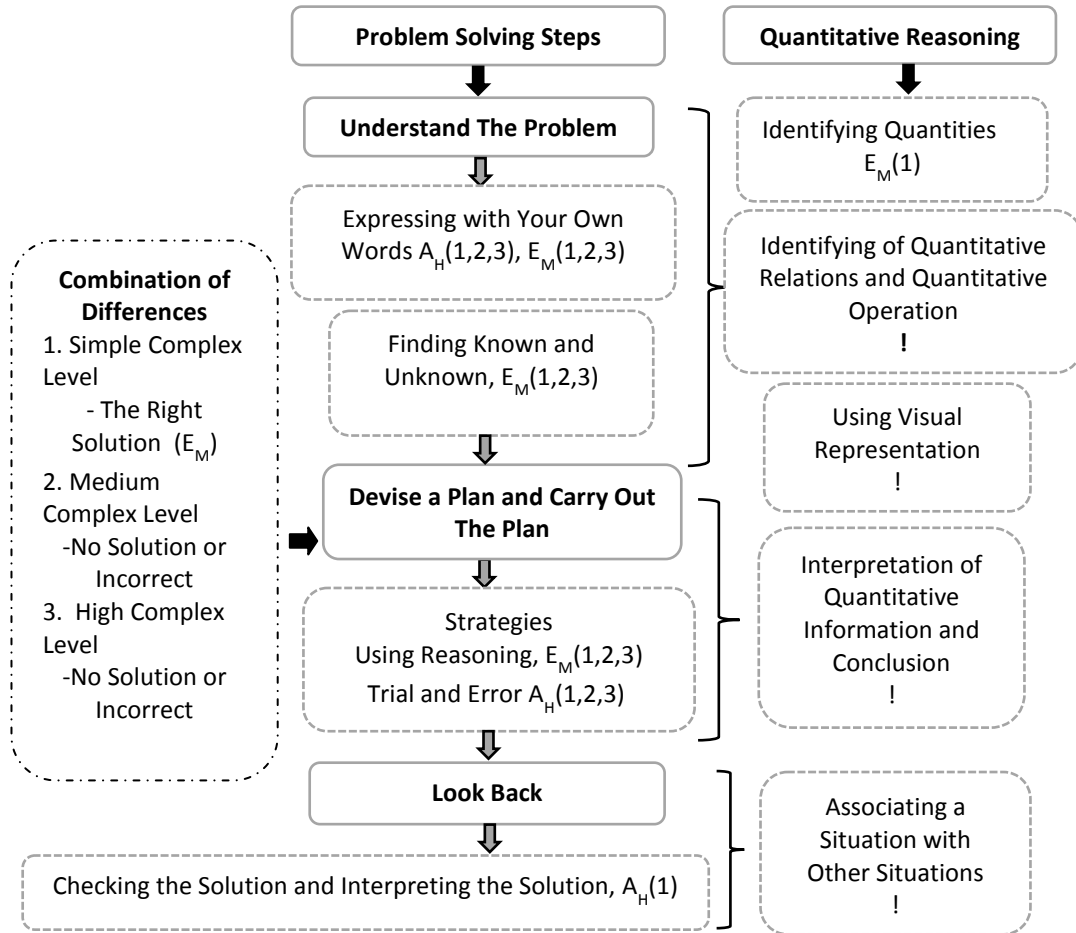 Problem Solving Steps
Understand The Problem
Expressing with Your Own
Words A_H(1,2,3), E_M(1,2,3)
Finding Known and
Unknown, E_M(1,2,3)
Combination of
Differences
1. Simple Complex
Level
- The Right
Solution (E_M)
2. Medium
Complex Level
-No Solution or
Incorrect
3. High Complex
Level
-No Solution or
Incorrect
Devise a Plan and Carry Out
The Plan
Strategies
Using Reasoning, E_M(1,2,3)
Trial and Error A_H(1,2,3)
Look Back
Checking the Solution and Interpreting the Solution, A_H(1)
Quantitative Reasoning
Identifying Quantities
E_M(1)
Identifying of Quantitative
Relations and Quantitative
Operation
!
Using Visual
Representation
!
Interpretation of
Quantitative
Information and
Conclusion
!
Associating a
Situation with
Other Situations
!